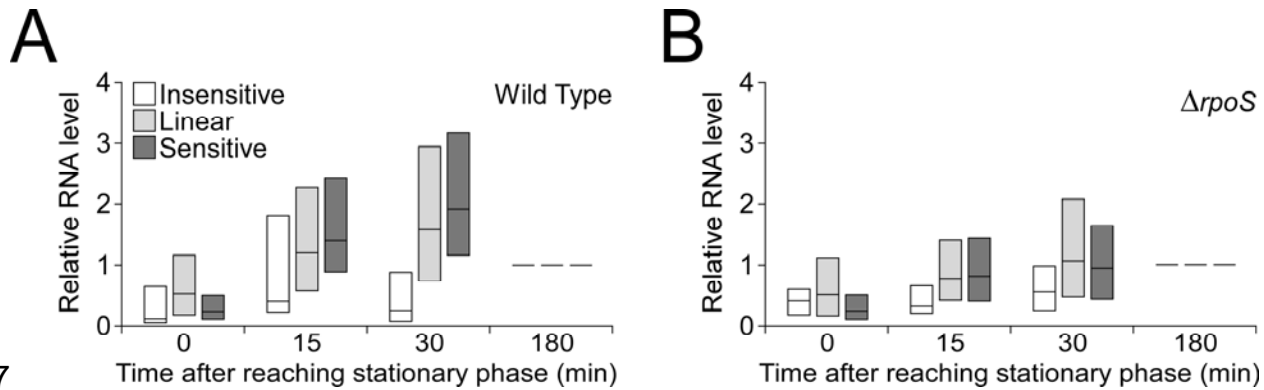 A
Relative RNA level
4
3
2
1
0
Insensitive
Linear
Sensitive
Wild Type
0 15 30 180
Time after reaching stationary phase (min)
B
Relative RNA level
4
3
2
1
0
ΔrpoS
0 15 30 180
Time after reaching stationary phase (min)
7